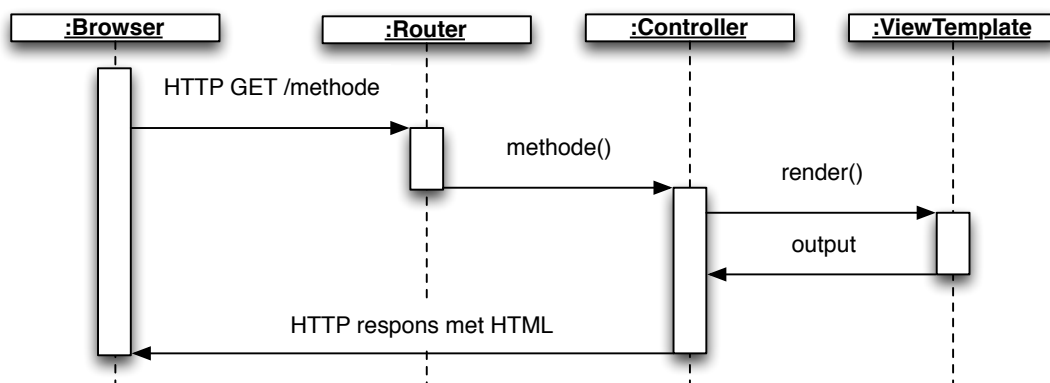 :Browser
:Router
:Controller
:ViewTemplate
HTTP GET /methode
methode()
render()
output
HTTP respons met HTML